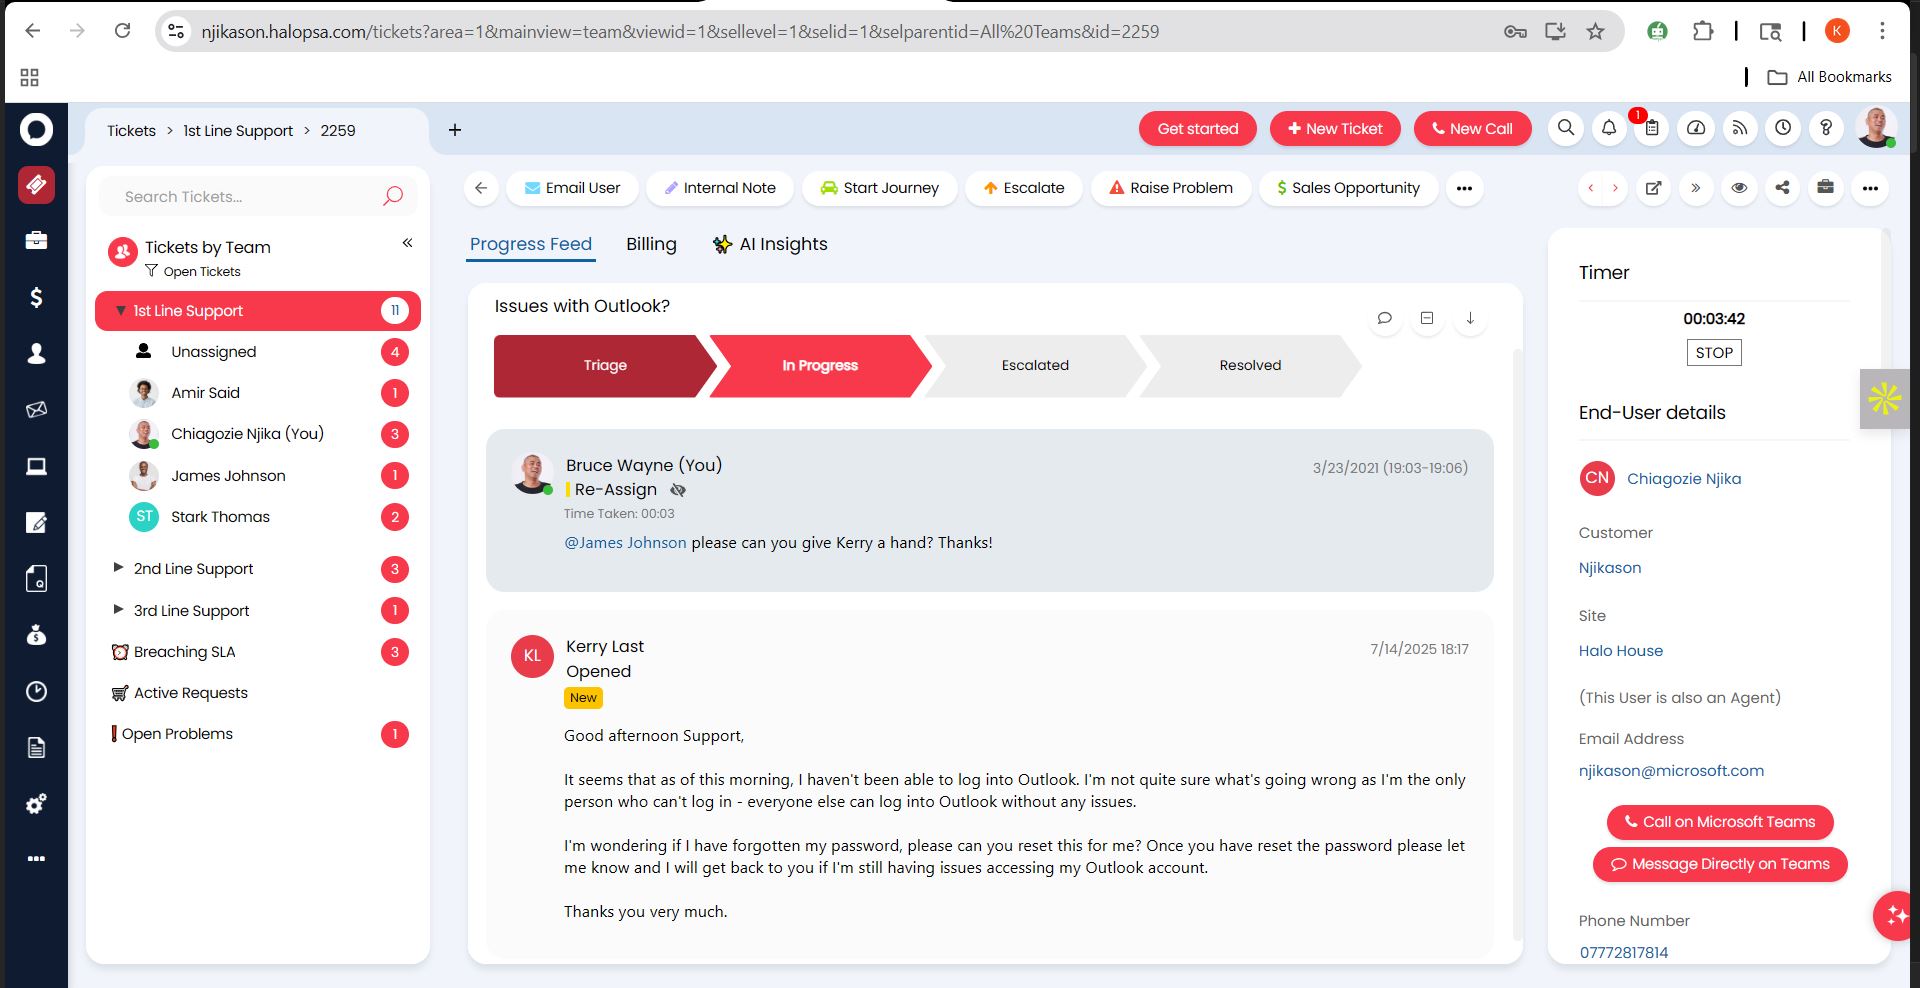 njikason.halopsa.com/tickets?area=1&mainview=team&viewid=1&sellevel=1&selid=1&selparentid=All%20Teams&id=2259
K
All Bookmarks
Tickets > 1st Line Support > 2259
+
Get started
New Ticket
New Call
1
Search Tickets...
Tickets by Team
Open Tickets
1st Line Support 11
Unassigned 4
Amir Said 1
Chiagozie Njika (You) 3
James Johnson 1
ST Stark Thomas 2
2nd Line Support 3
3rd Line Support 1
Breaching SLA 3
Active Requests
Open Problems 1
Email User
Internal Note
Start Journey
Escalate
Raise Problem
$ Sales Opportunity
Progress Feed
Billing
AI Insights
Issues with Outlook?
Triage
In Progress
Escalated
Resolved
Bruce Wayne (You)
3/23/2021 (19:03-19:06)
Re-Assign
Time Taken: 00:03
@James Johnson please can you give Kerry a hand? Thanks!
KL
Kerry Last
7/14/2025 18:17
Opened
New
Good afternoon Support,
It seems that as of this morning, I haven't been able to log into Outlook. I'm not quite sure what's going wrong as I'm the only
person who can't log in - everyone else can log into Outlook without any issues.
I'm wondering if I have forgotten my password, please can you reset this for me? Once you have reset the password please let
me know and I will get back to you if I'm still having issues accessing my Outlook account.
Thanks you very much.
Timer
00:03:42
STOP
End-User details
CN Chiagozie Njika
Customer
Njikason
Site
Halo House
(This User is also an Agent)
Email Address
njikason@microsoft.com
Call on Microsoft Teams
Message Directly on Teams
Phone Number
07772817814